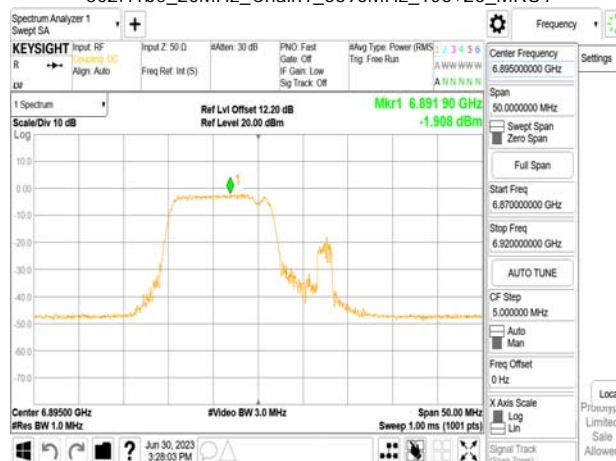 Spectrum Analyzer 1
Swept SA
Frequency
KEYSIGHT
Input: RF
Coupling: DC
Align: Auto
Input Z: 50 Ω
Freq Ref: Int (S)
#Atten: 30 dB
PNO: Fast
Gate: Off
IF Gain: Low
Sig Track: Off
#Avg Type: Power (RMS
Trig: Free Run
1 2 3 4 5 6
A W W W W W
A N N N N N
R
LM
Center Frequency
6.895000000 GHz
Settings
Span
50.0000000 MHz
Swept Span
Zero Span
Full Span
Start Freq
6.870000000 GHz
Stop Freq
6.920000000 GHz
AUTO TUNE
CF Step
5.000000 MHz
Auto
Man
Freq Offset
0 Hz
X Axis Scale
Log
Lin
Signal Track
Loca
Limited
Sale
Allowe
1 Spectrum
Scale/Div 10 dB
Log
Ref Lvl Offset 12.20 dB
Ref Level 20.00 dBm
Mkr1 6.891 90 GHz
-1.908 dBm
1
10.0
0.00
-10.0
-20.0
-30.0
-40.0
-50.0
-60.0
-70.0
Center 6.89500 GHz
#Res BW 1.0 MHz
#Video BW 3.0 MHz
Span 50.00 MHz
Sweep 1.00 ms (1001 pts)
?
Jun 30, 2023
3:28:03 PM